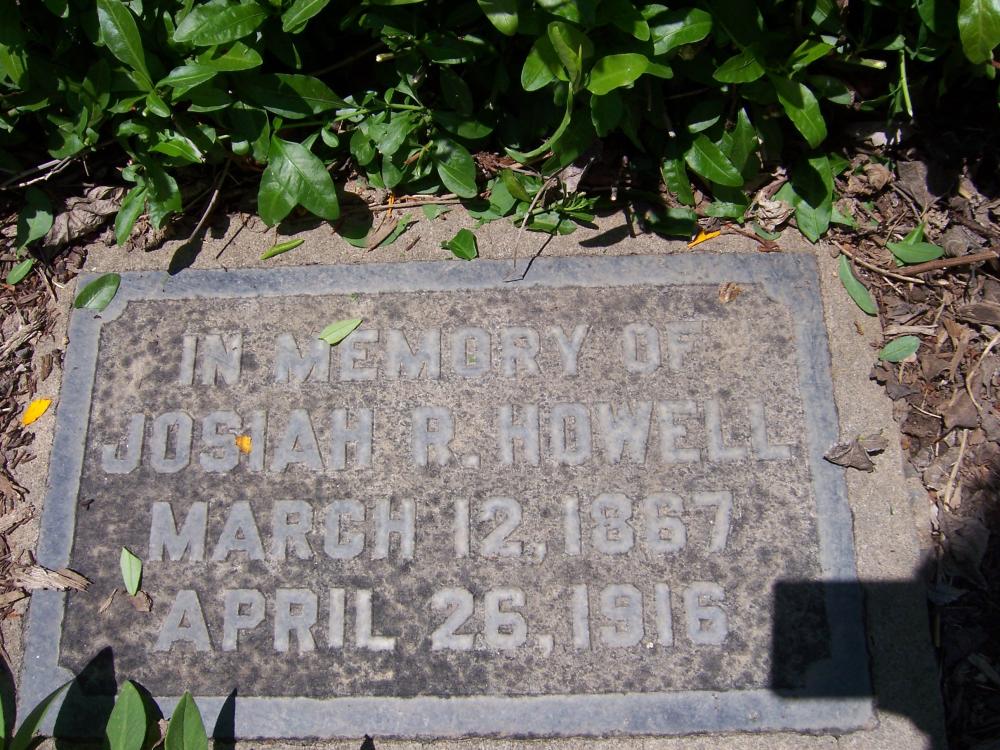 IN MEMORY OF
JOSIAH R. HOWELL
MARCH 12, 1867
APRIL 26, 1916